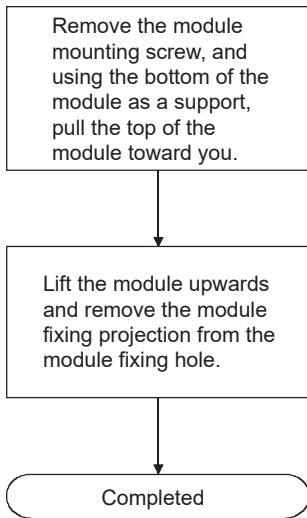 Remove the module
mounting screw, and
using the bottom of the
module as a support,
pull the top of the
module toward you.
Lift the module upwards
and remove the module
fixing projection from the
module fixing hole.
Completed